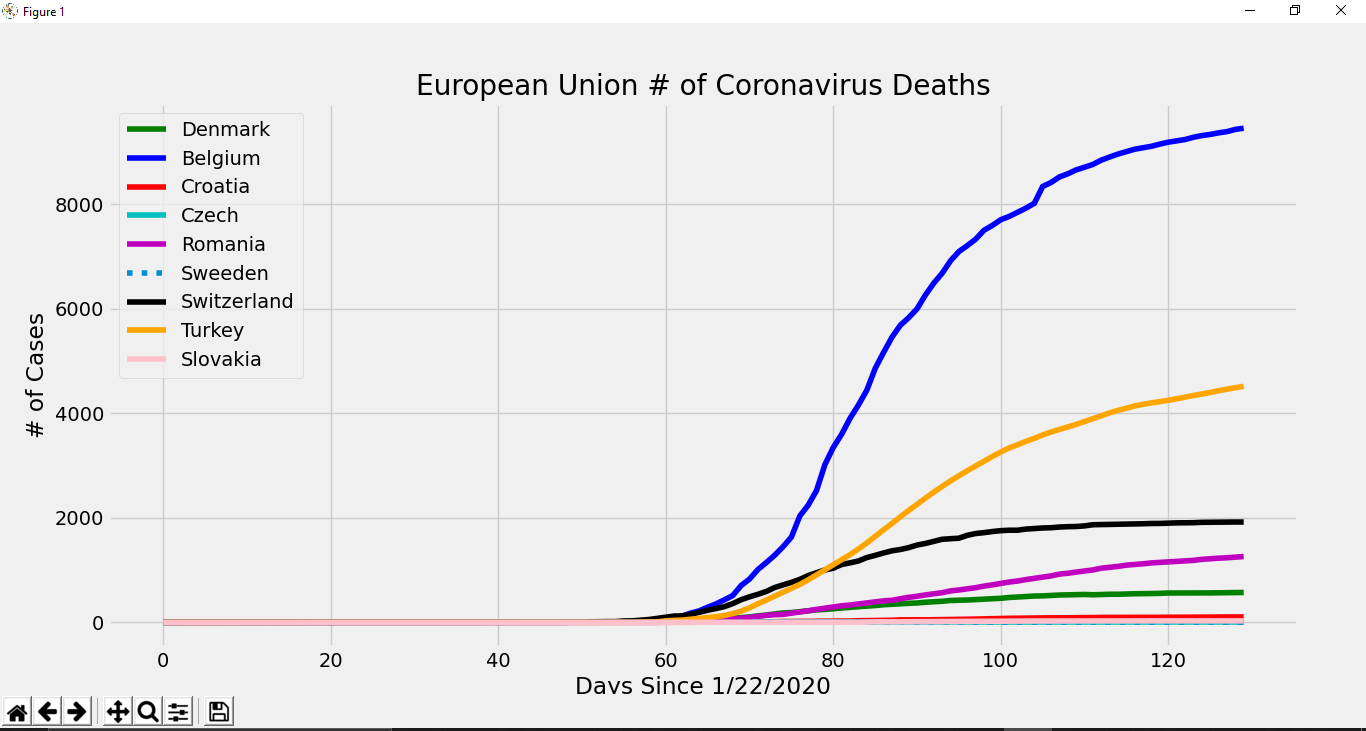 Figure 1
European Union # of Coronavirus Deaths
Denmark
Belgium
Croatia
Czech
Romania
Sweeden
Switzerland
Turkey
Slovakia
# of Cases
8000
6000
4000
2000
0
0 20 40 60 80 100 120
Days Since 1/22/2020